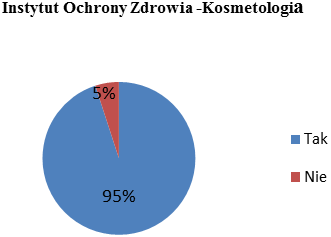 Instytut Ochrony Zdrowia -Kosmetologia
5%
Tak
Nie
95%